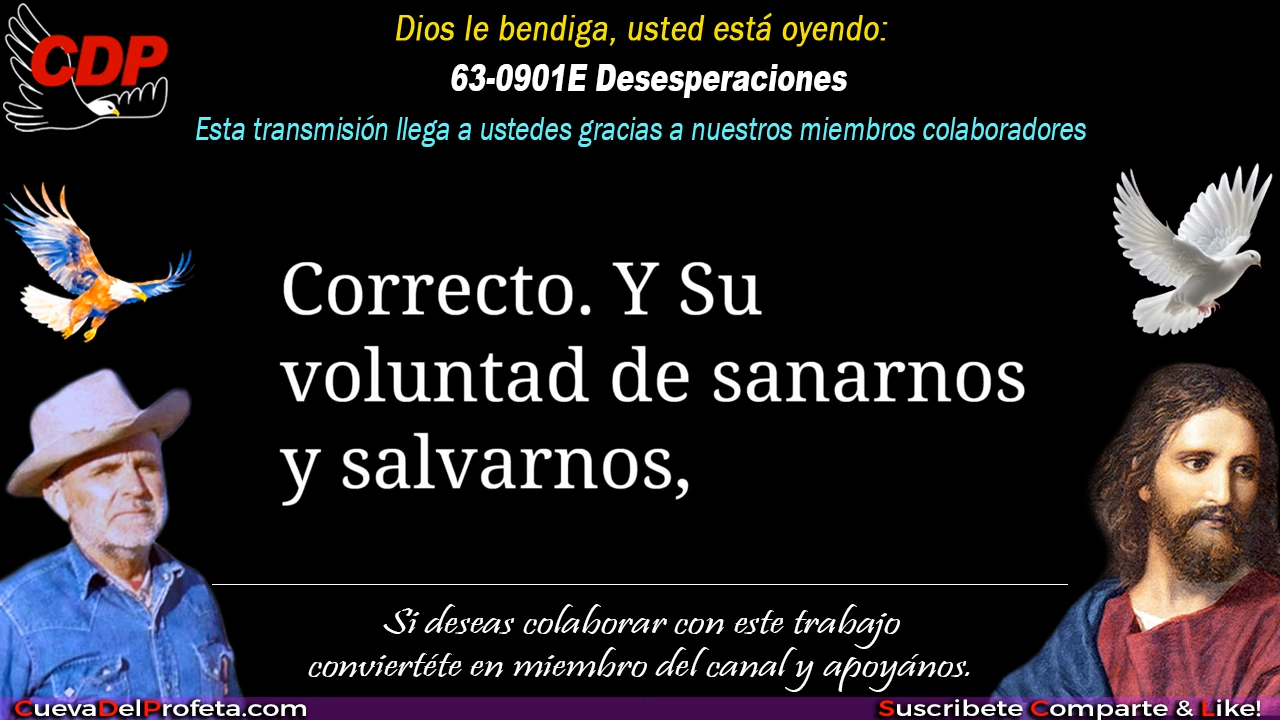 CDP
Dios le bendiga, usted está oyendo:
63-0901E Desesperaciones
Esta transmisión llega a ustedes gracias a nuestros miembros colaboradores
Correcto. Y Su
voluntad de sanarnos
y salvarnos,
Si deseas colaborar con este trabajo
conviertéte en miembro del canal y apoyános.
CuevaDelProfeta.com
Suscribete Comparte & Like!